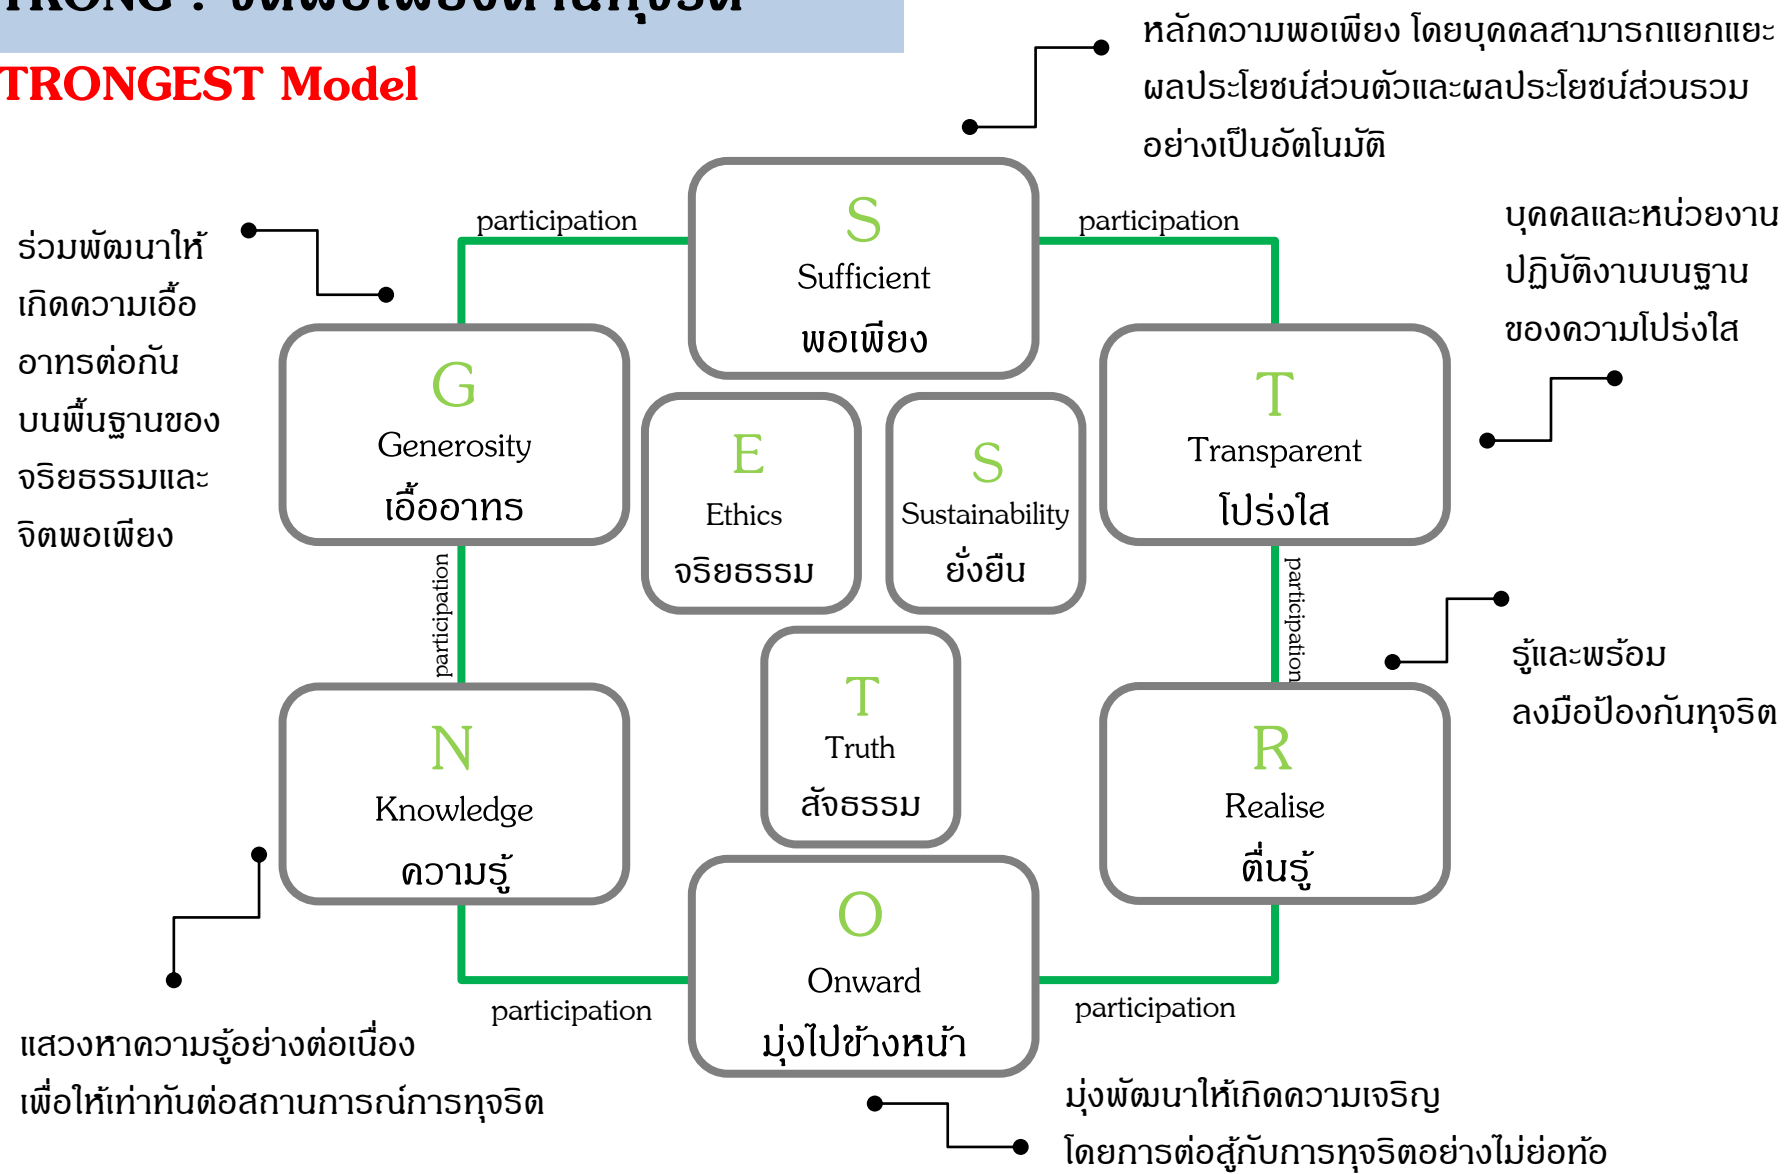 TRONG : จิตพอเพียงต้านทุจริต
TRONGEST Model
หลักความพอเพียง โดยบุคคลสามารถแยกแยะ
ผลประโยชน์ส่วนตัวและผลประโยชน์ส่วนรวม
อย่างเป็นอัตโนมัติ
participation
S
Sufficient
พอเพียง
participation
บุคคลและหน่วยงาน
ปฏิบัติงานบนฐาน
ของความโปร่งใส
ร่วมพัฒนาให้
เกิดความเอื้อ
อาทรต่อกัน
บนพื้นฐานของ
จริยธรรมและ
จิตพอเพียง
G
Generosity
เอื้ออาทร
E
Ethics
จริยธรรม
S
Sustainability
ยั่งยืน
T
Transparent
โปร่งใส
participation
participation
รู้และพร้อม
ลงมือป้องกันทุจริต
T
Truth
สัจธรรม
N
Knowledge
ความรู้
R
Realise
ตื่นรู้
O
Onward
มุ่งไปข้างหน้า
participation
participation
แสวงหาความรู้อย่างต่อเนื่อง
เพื่อให้เท่าทันต่อสถานการณ์การทุจริต
มุ่งพัฒนาให้เกิดความเจริญ
โดยการต่อสู้กับการทุจริตอย่างไม่ย่อท้อ